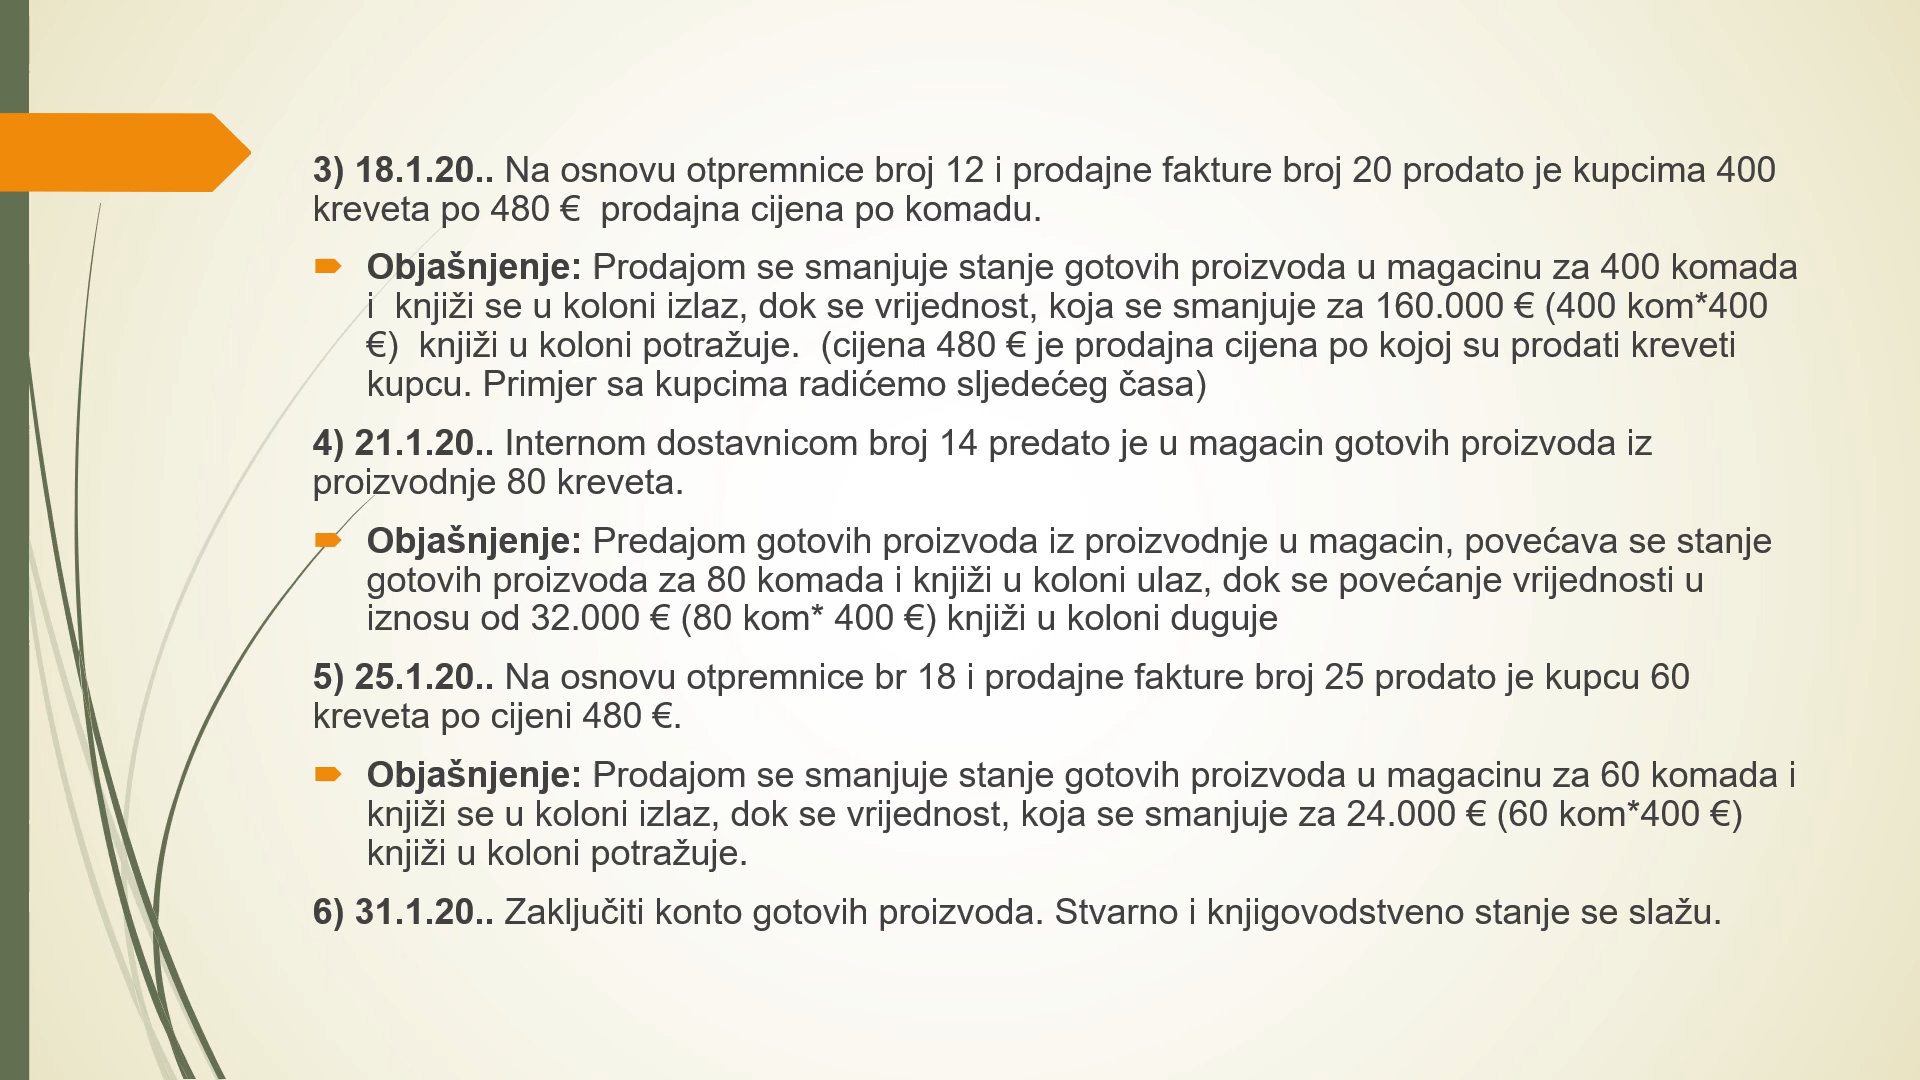 3) 18.1.20.. Na osnovu otpremnice broj 12 i prodajne fakture broj 20 prodato je kupcima 400
kreveta po 480 €  prodajna cijena po komadu.
Objašnjenje: Prodajom se smanjuje stanje gotovih proizvoda u magacinu za 400 komada
i  knjiži se u koloni izlaz, dok se vrijednost, koja se smanjuje za 160.000 € (400 kom*400
€)  knjiži u koloni potražuje.  (cijena 480 € je prodajna cijena po kojoj su prodati kreveti
kupcu. Primjer sa kupcima radićemo sljedećeg časa)
4) 21.1.20.. Internom dostavnicom broj 14 predato je u magacin gotovih proizvoda iz
proizvodnje 80 kreveta.
Objašnjenje: Predajom gotovih proizvoda iz proizvodnje u magacin, povećava se stanje
gotovih proizvoda za 80 komada i knjiži u koloni ulaz, dok se povećanje vrijednosti u
iznosu od 32.000 € (80 kom* 400 €) knjiži u koloni duguje
5) 25.1.20.. Na osnovu otpremnice br 18 i prodajne fakture broj 25 prodato je kupcu 60
kreveta po cijeni 480 €.
Objašnjenje: Prodajom se smanjuje stanje gotovih proizvoda u magacinu za 60 komada i
knjiži se u koloni izlaz, dok se vrijednost, koja se smanjuje za 24.000 € (60 kom*400 €)
knjiži u koloni potražuje.
6) 31.1.20.. Zaključiti konto gotovih proizvoda. Stvarno i knjigovodstveno stanje se slažu.